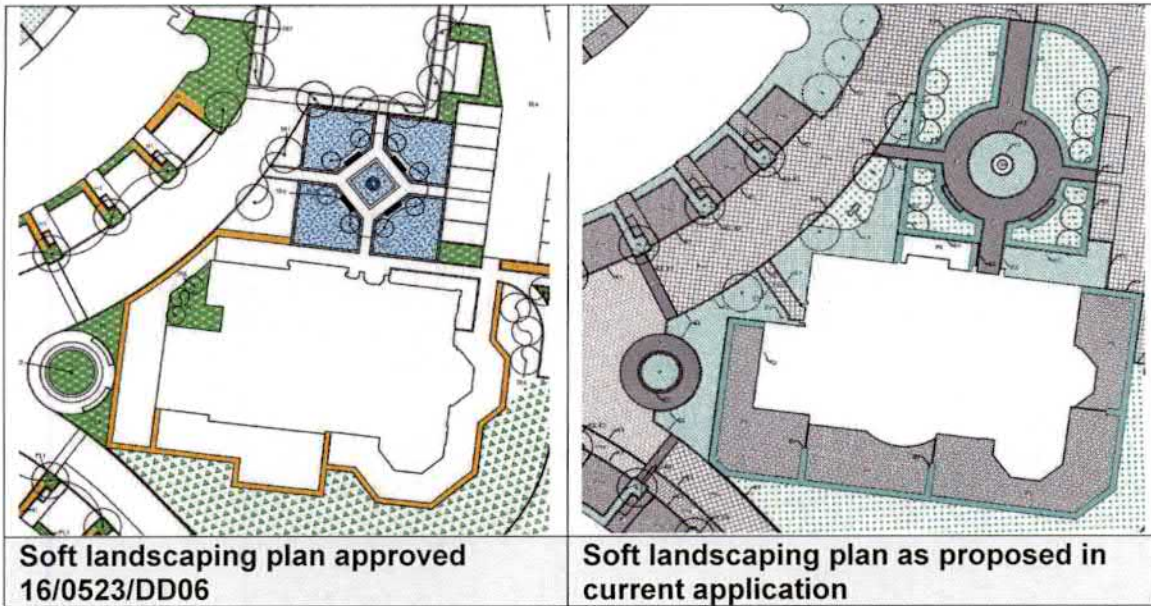 Soft landscaping plan approved
16/0523/DD06
Soft landscaping plan as proposed in
current application